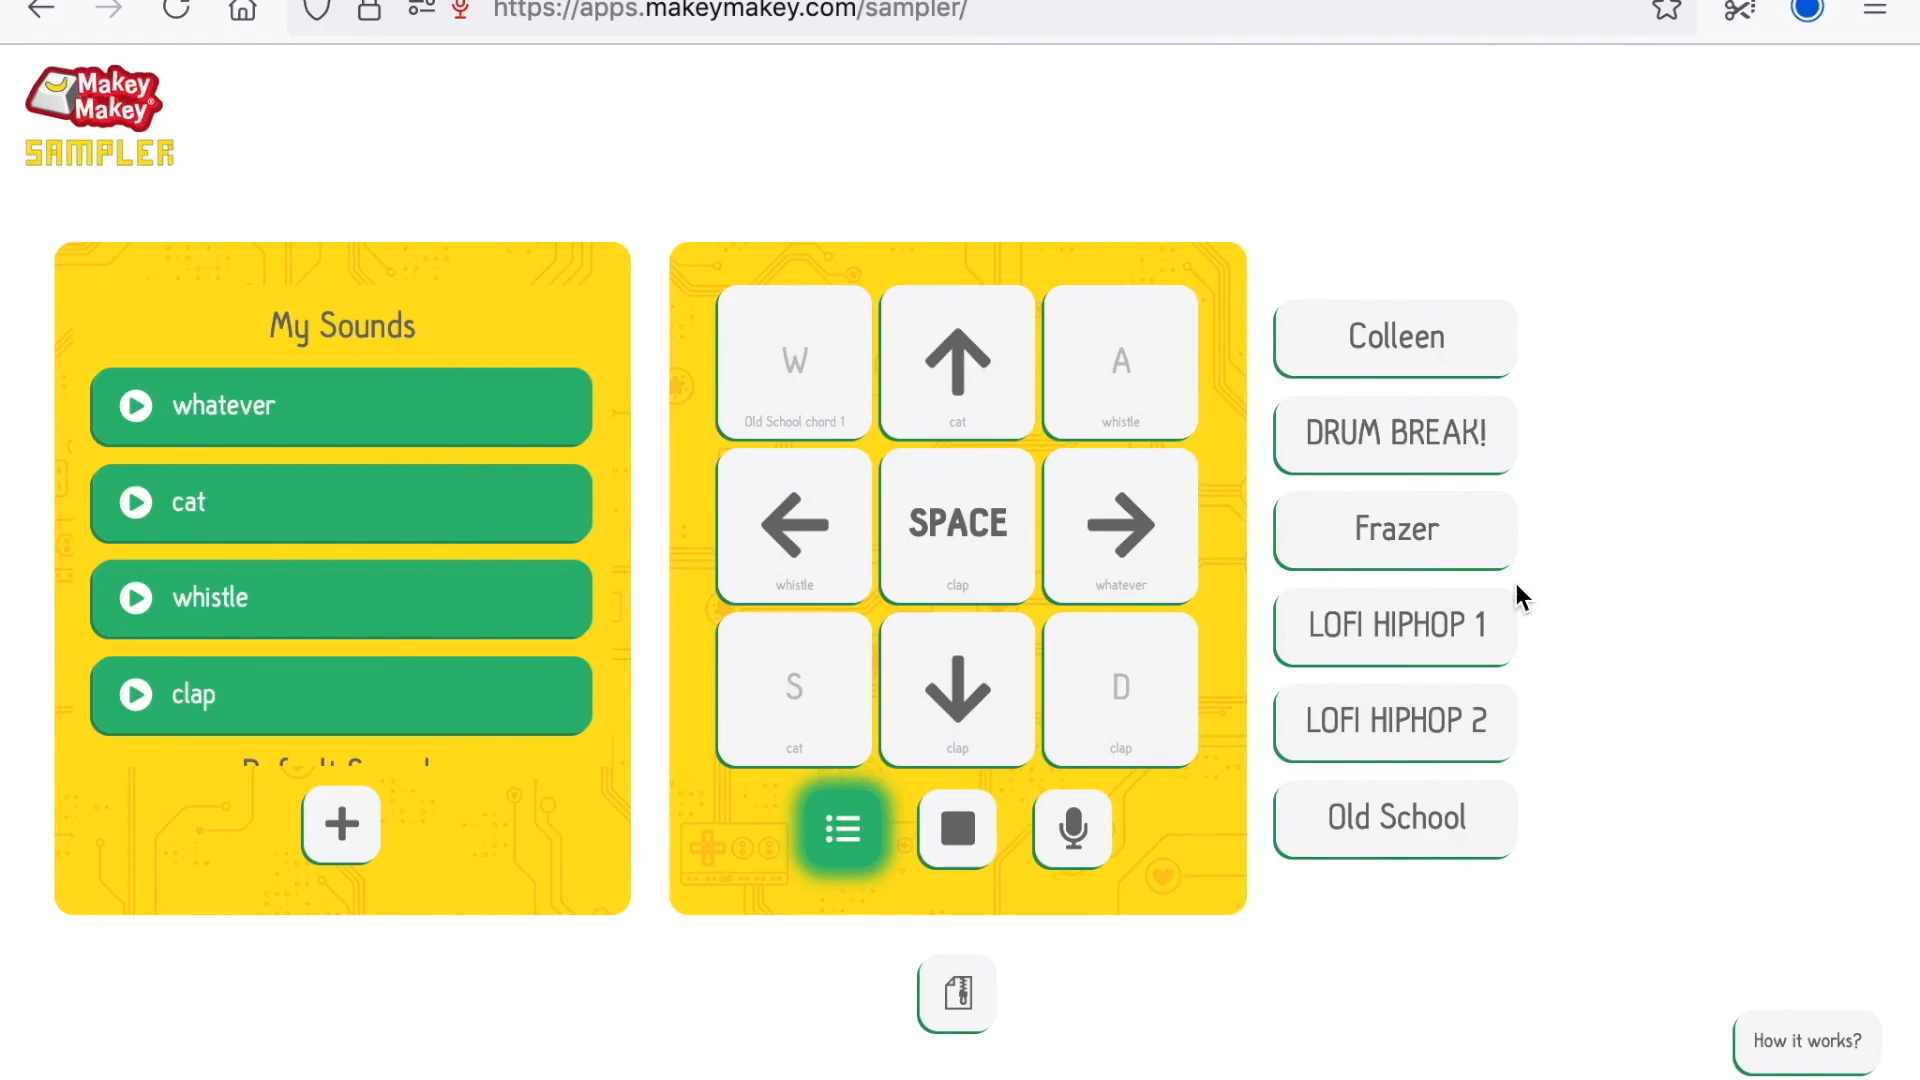 https://apps.makeymakey.com/sampler/
Makey
Makey®
SAMPLER
My Sounds
whatever
cat
whistle
clap
W
Old School chord 1
cat
A
whistle
whistle
SPACE
clap
whatever
S
cat
clap
D
clap
Colleen
DRUM BREAK!
Frazer
LOFI HIPHOP 1
LOFI HIPHOP 2
Old School
How it works?